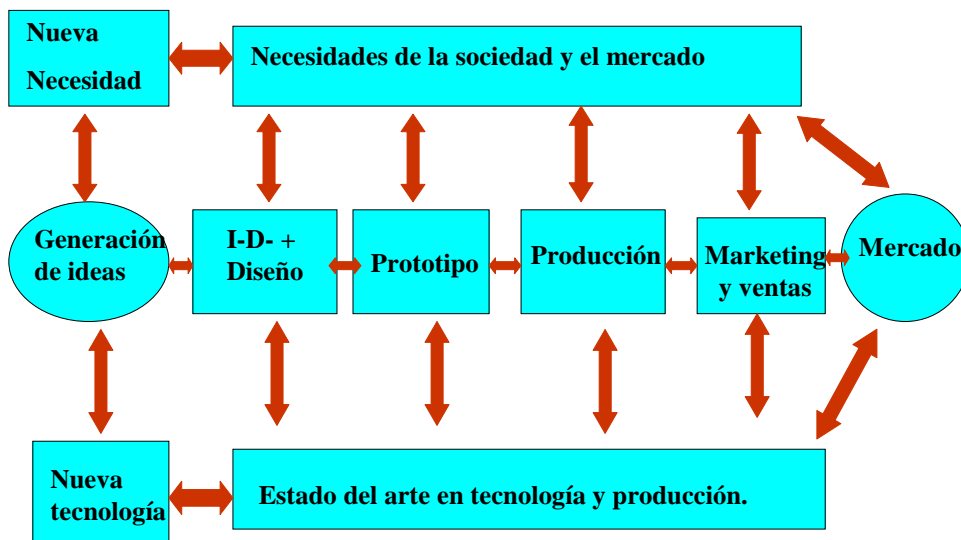 Nueva
Necesidad
Necesidades de la sociedad y el mercado
Generación
de ideas
I-D- +
Diseño
Prototipo
Producción
Marketing
y ventas
Mercado
Nueva
tecnología
Estado del arte en tecnología y producción.